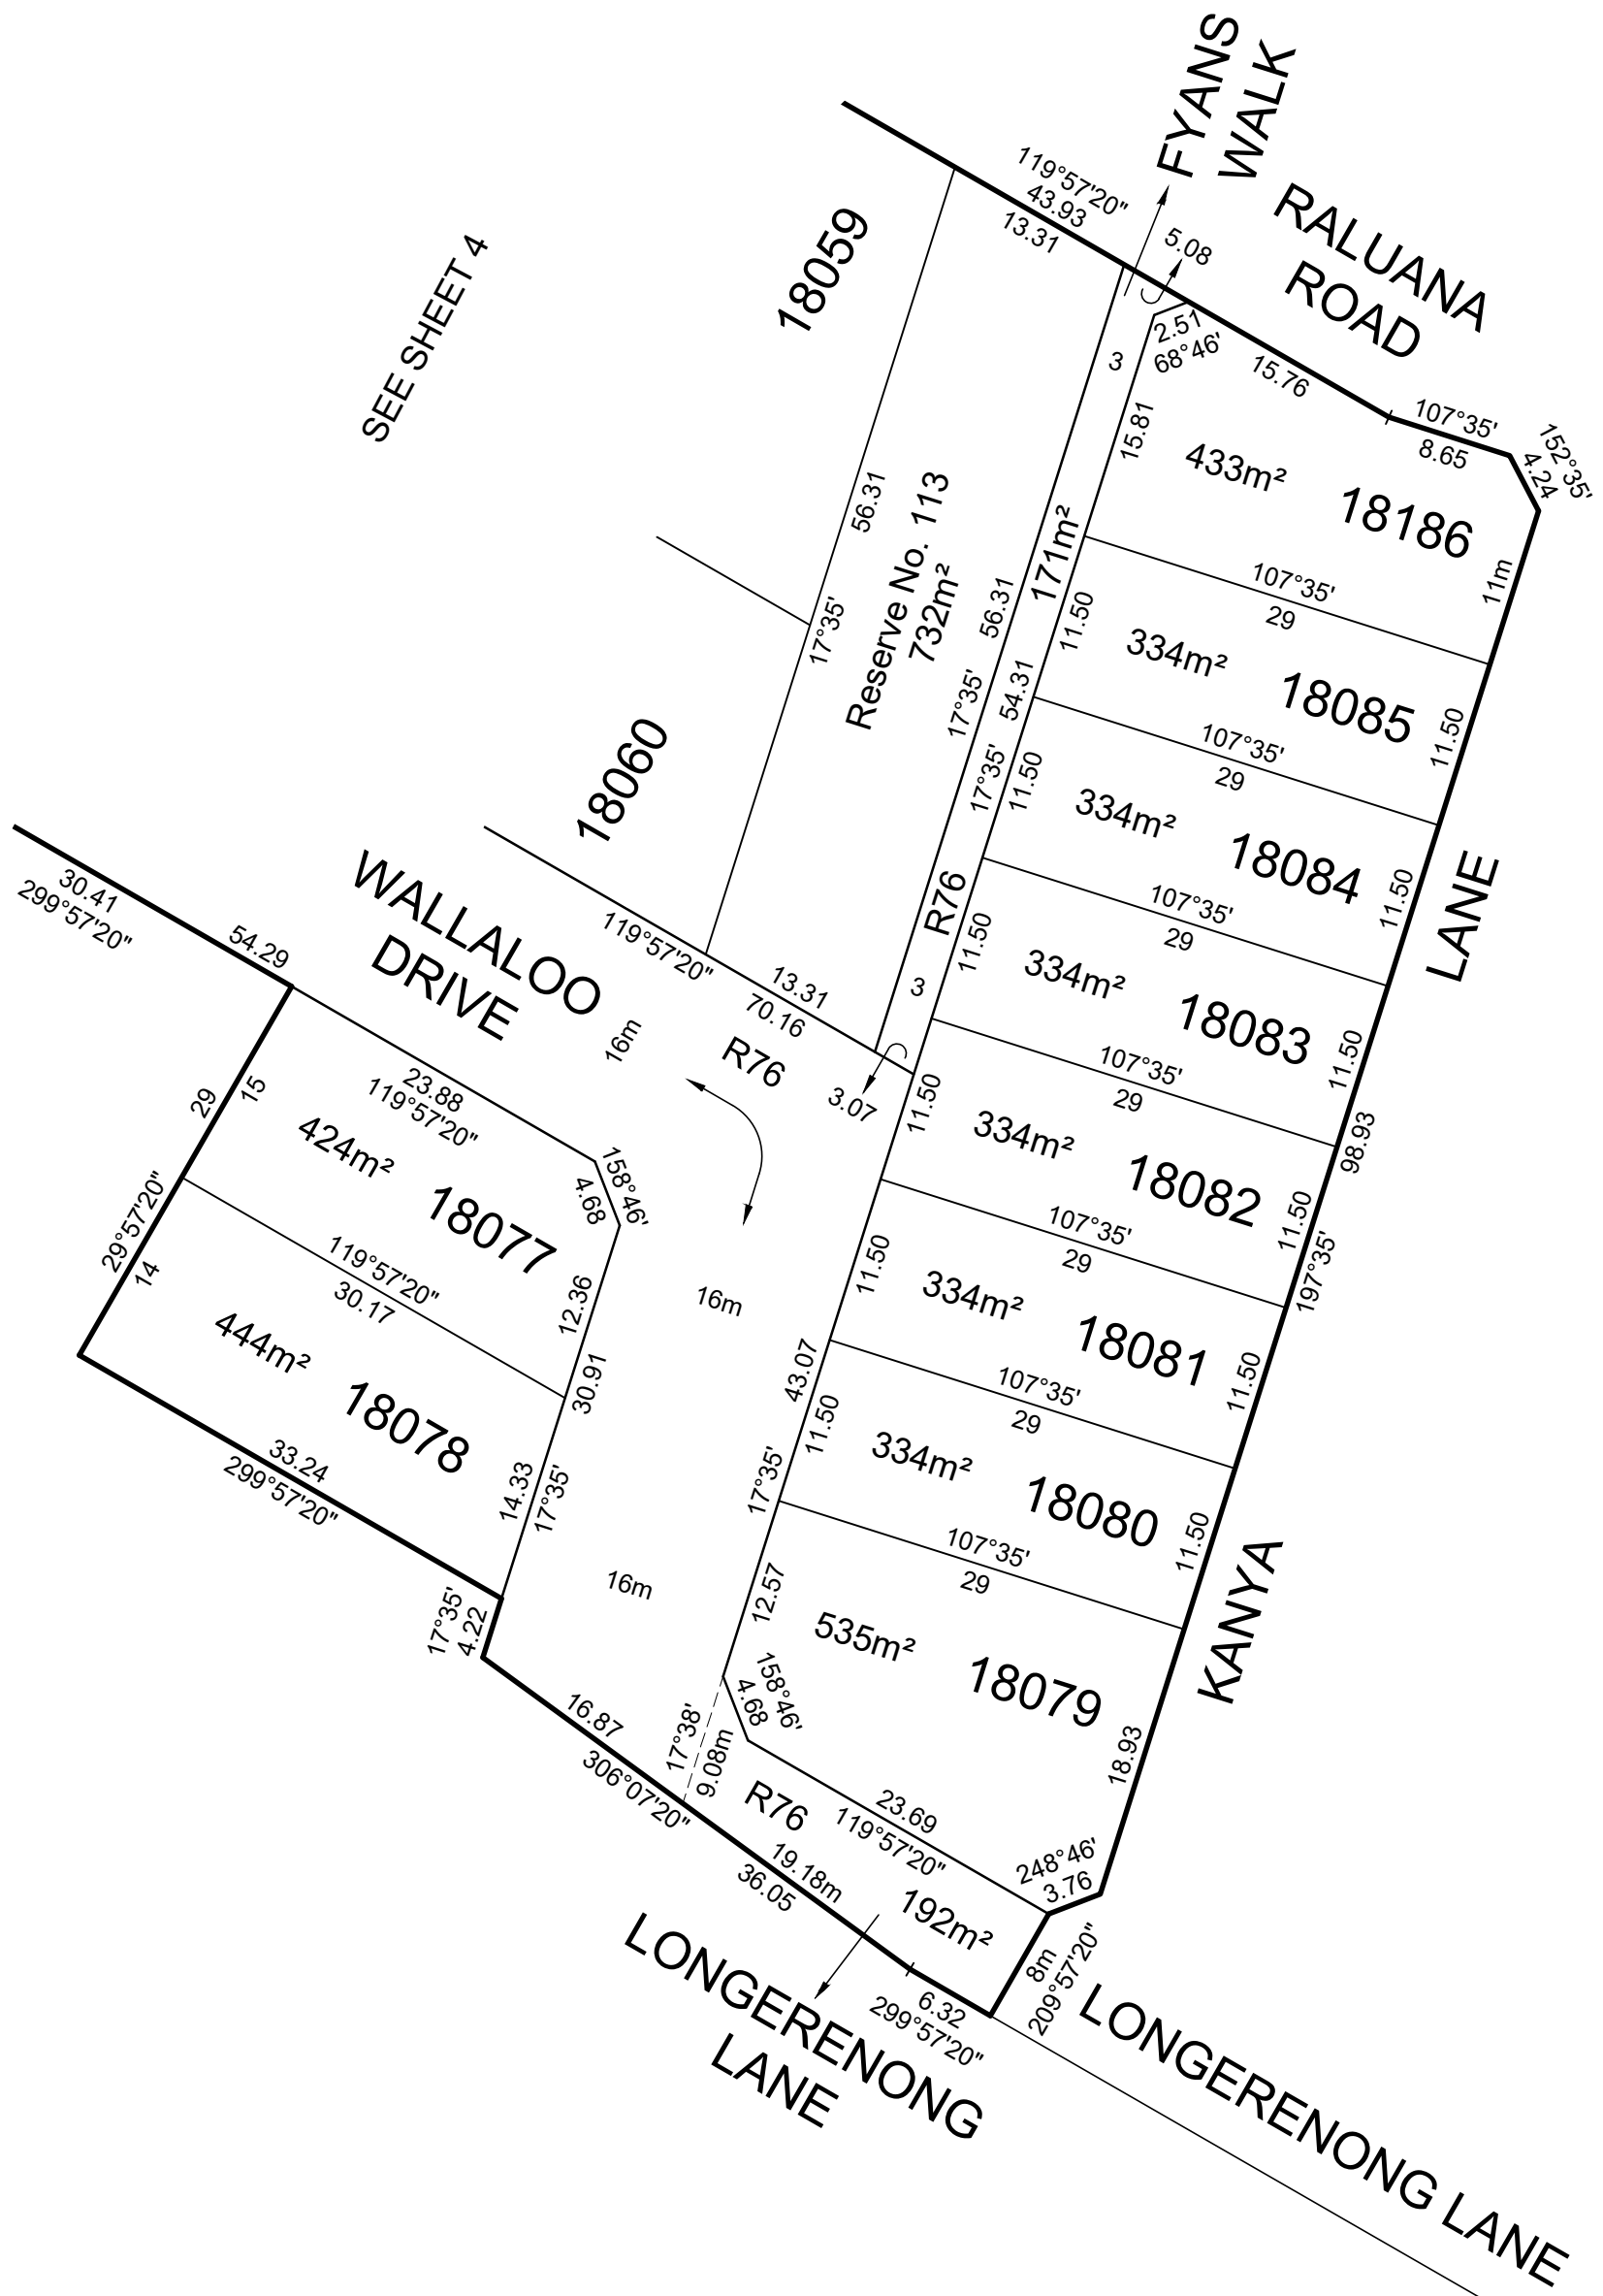 FYANS
WALK
119°57'20"
43.93
13.31
5.08
RALUANA
ROAD
18059
SEE SHEET 4
2.51
68°46'
3
15.76
107°35'
8.65
152°35'
4.24
15.81
433m²
18186
11m
56.31
17°35'
Reserve No. 113
732m²
171m²
56.31
17°35'
11.50
54.31
17°35'
107°35'
29
334m²
18085
11.50
107°35'
29
11.50
334m²
18084
11.50
LANE
18060
107°35'
29
R76
11.50
334m²
18083
11.50
3
107°35'
29
98.93
30.41
299°57'20"
54.29
WALLALOO
DRIVE
16m
119°57'20"
13.31
70.16
R76
3.07
11.50
334m²
18082
11.50
197°35'
107°35'
29
29
15
23.88
119°57'20"
158°46'
4.68
424m²
18077
29°57'20"
14
119°57'20"
30.17
12.36
16m
11.50
334m²
18081
11.50
107°35'
29
444m²
18078
30.91
43.07
11.50
334m²
18080
11.50
33.24
299°57'20"
14.33
17°35'
17°35'
107°35'
29
KANYA
16m
12.57
535m²
18079
18.93
17°35'
4.22
158°46'
4.68
16.87
306°07'20"
17°38'
9.08m
R76
23.69
119°57'20"
248°46'
3.76
19.18m
36.05
192m²
8m
209°57'20"
6.32
299°57'20"
LONGERENONG
LANE
LONGERENONG LANE